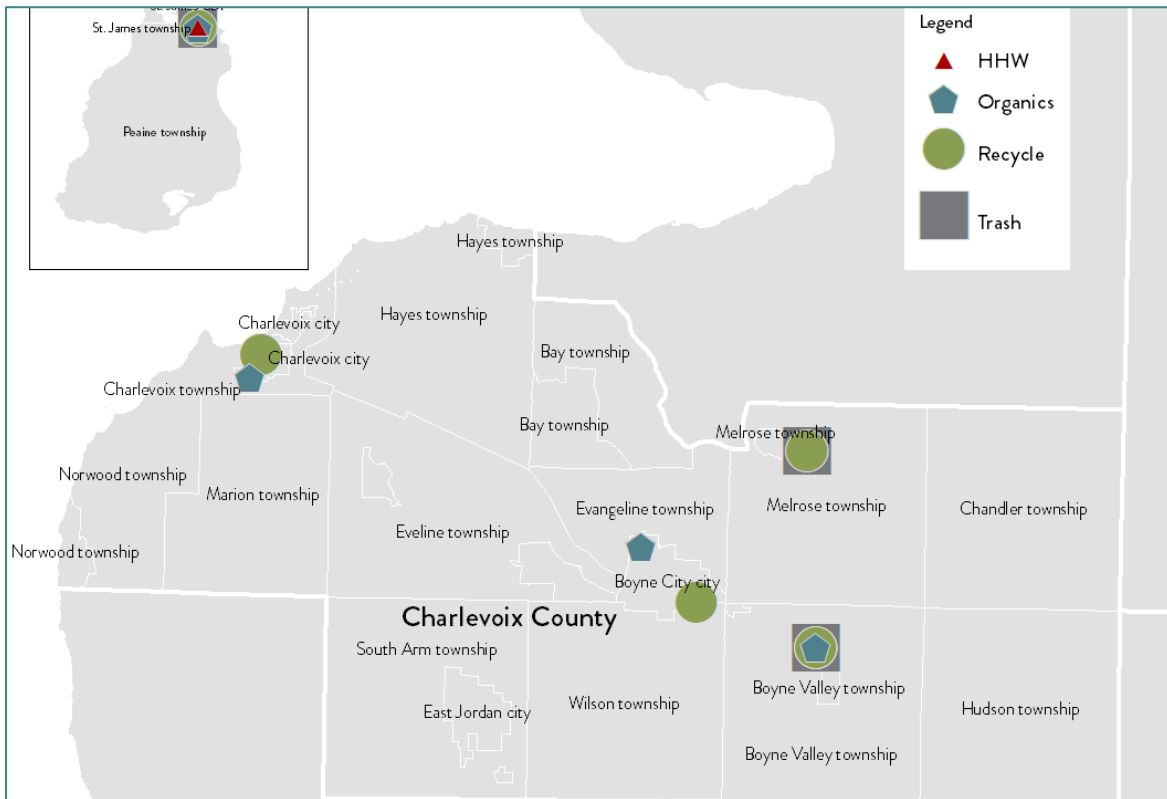 St. James township
Peaine township
Legend
HHW
Organics
Recycle
Trash
Hayes township
Hayes township
Charlevoix city
Charlevoix city
Bay township
Charlevoix township
Bay township
Melrose township
Norwood township
Marion township
Evangeline township
Melrose township
Chandler township
Eveline township
Norwood township
Boyne City city
Charlevoix County
South Arm township
Boyne Valley township
East Jordan city
Wilson township
Hudson township
Boyne Valley township